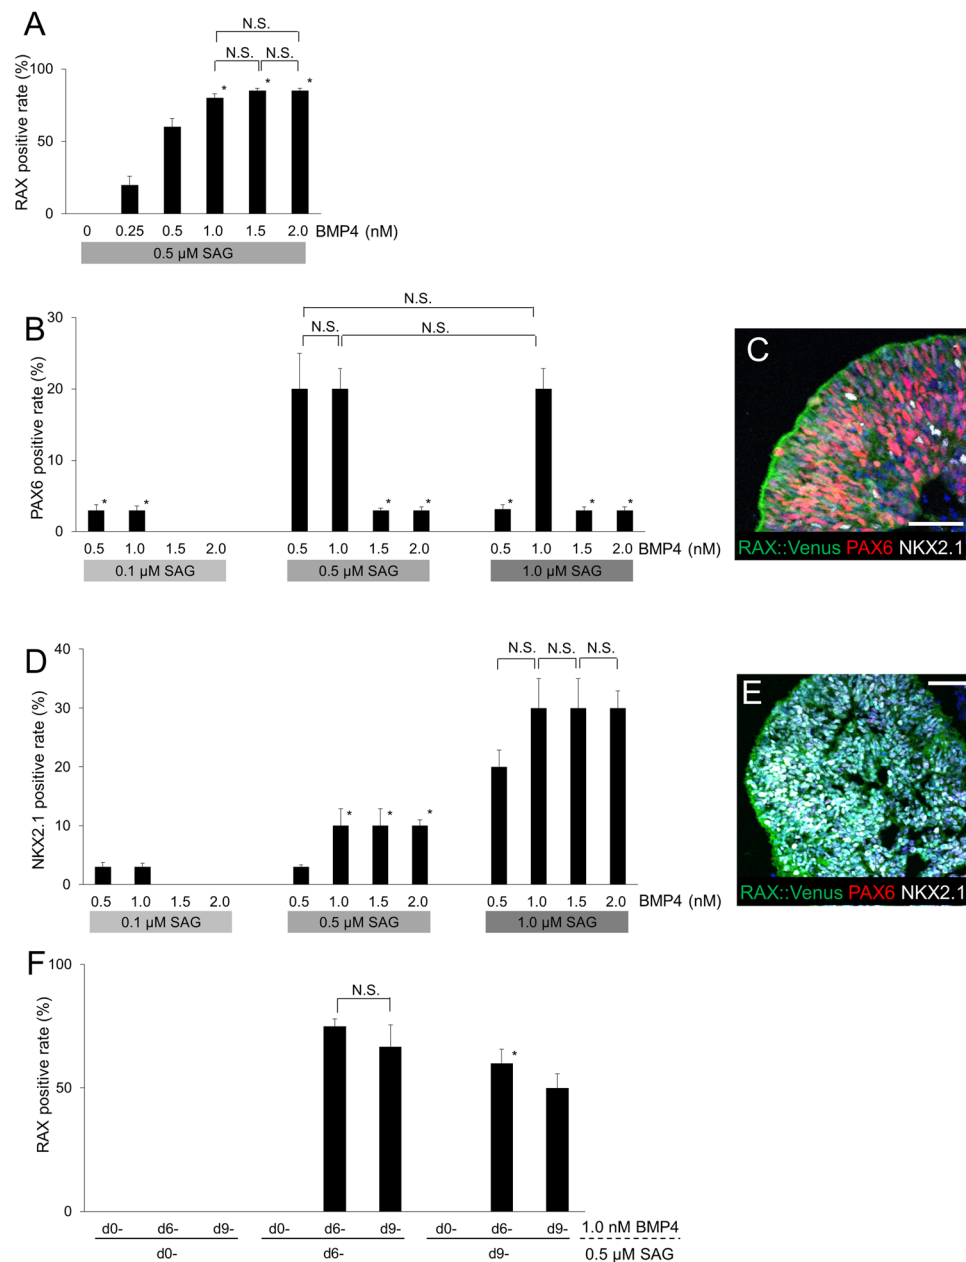 A
N.S.
N.S. N.S.
RAX positive rate (%)
100
50
0
* * *
0 0.25 0.5 1.0 1.5 2.0 BMP4 (nM)
0.5 µM SAG
B
N.S.
N.S. N.S.
PAX6 positive rate (%)
30
20
10
0
* * * * * * *
0.5 1.0 1.5 2.0 0.5 1.0 1.5 2.0 0.5 1.0 1.5 2.0 BMP4 (nM)
0.1 µM SAG 0.5 µM SAG 1.0 µM SAG
C
RAX::Venus PAX6 NKX2.1
D
N.S. N.S. N.S.
NKX2.1 positive rate (%)
40
30
20
10
0
* * *
0.5 1.0 1.5 2.0 0.5 1.0 1.5 2.0 0.5 1.0 1.5 2.0 BMP4 (nM)
0.1 µM SAG 0.5 µM SAG 1.0 µM SAG
E
RAX::Venus PAX6 NKX2.1
F
N.S.
RAX positive rate (%)
100
50
0
*
d0- d6- d9- d0- d6- d9- d0- d6- d9- 1.0 nM BMP4
d0- d6- d9- 0.5 µM SAG